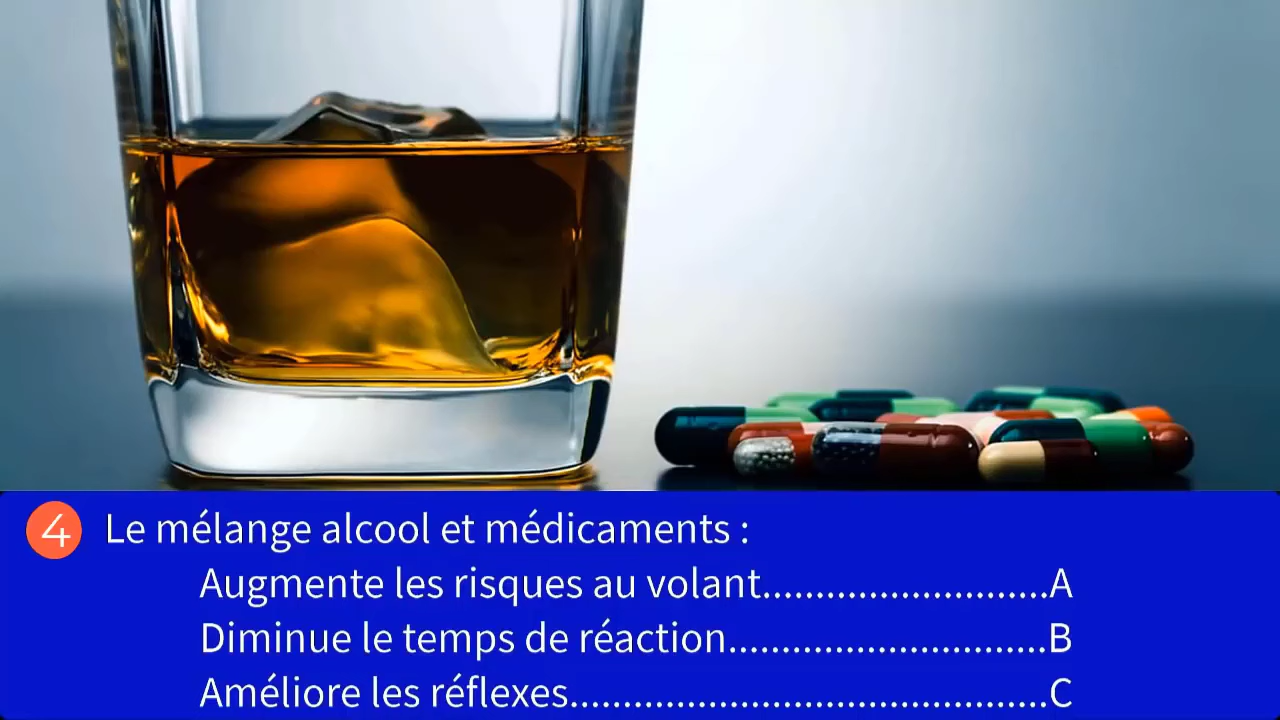 4 Le mélange alcool et médicaments :
Augmente les risques au volant..........................A
Diminue le temps de réaction..............................B
Améliore les réflexes.............................................C